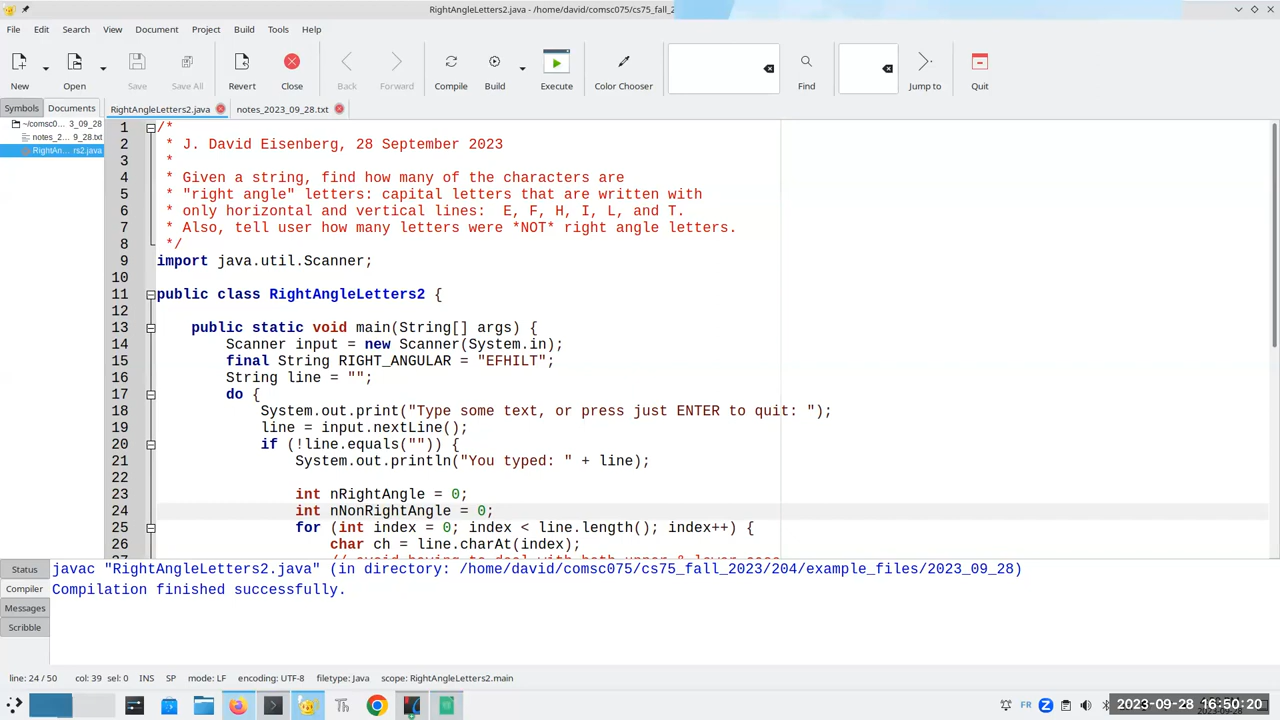 RightAngleLetters2.java - /home/david/comsc075/cs75_fall_2
File Edit Search View Document Project Build Tools Help
New Open Save Save All Revert Close Back Forward Compile Build Execute Color Chooser Find Jump to Quit
Symbols Documents RightAngleLetters2.java notes_2023_09_28.txt
~/comsc0... 3_09_28
notes_2... 9_28.txt
RightAn... rs2.java
1 /*
2 * J. David Eisenberg, 28 September 2023
3 *
4 * Given a string, find how many of the characters are
5 * "right angle" letters: capital letters that are written with
6 * only horizontal and vertical lines: E, F, H, I, L, and T.
7 * Also, tell user how many letters were *NOT* right angle letters.
8 */
9 import java.util.Scanner;
10
11 public class RightAngleLetters2 {
12
13 public static void main(String[] args) {
14 Scanner input = new Scanner(System.in);
15 final String RIGHT_ANGULAR = "EFHILT";
16 String line = "";
17 do {
18 System.out.print("Type some text, or press just ENTER to quit: ");
19 line = input.nextLine();
20 if (!line.equals("")) {
21 System.out.println("You typed: " + line);
22
23 int nRightAngle = 0;
24 int nNonRightAngle = 0;
25 for (int index = 0; index < line.length(); index++) {
26 char ch = line.charAt(index);
Status
Compiler
Messages
Scribble
javac "RightAngleLetters2.java" (in directory: /home/david/comsc075/cs75_fall_2023/204/example_files/2023_09_28)
Compilation finished successfully.
line: 24 / 50 col: 39 sel: 0 INS SP mode: LF encoding: UTF-8 filetype: Java scope: RightAngleLetters2.main
FR 2023-09-28 16:50:20